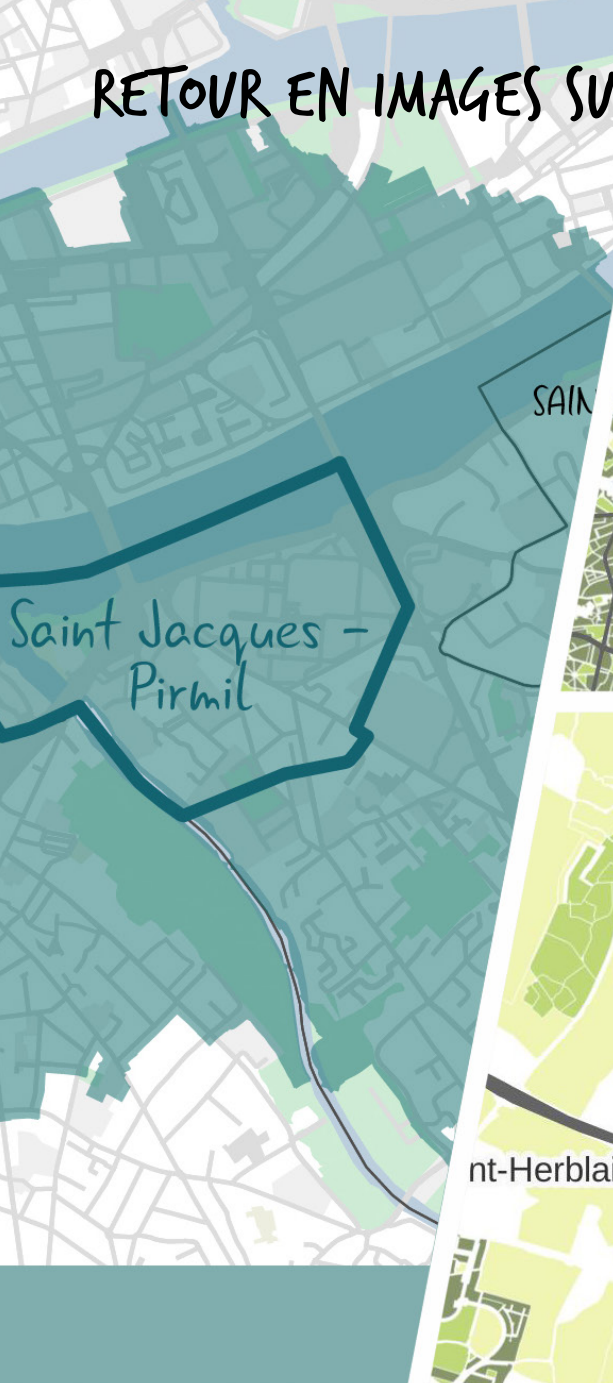 RETOUR EN IMAGES SU
SAIN
Saint Jacques -
Pirmil
nt-Herblai